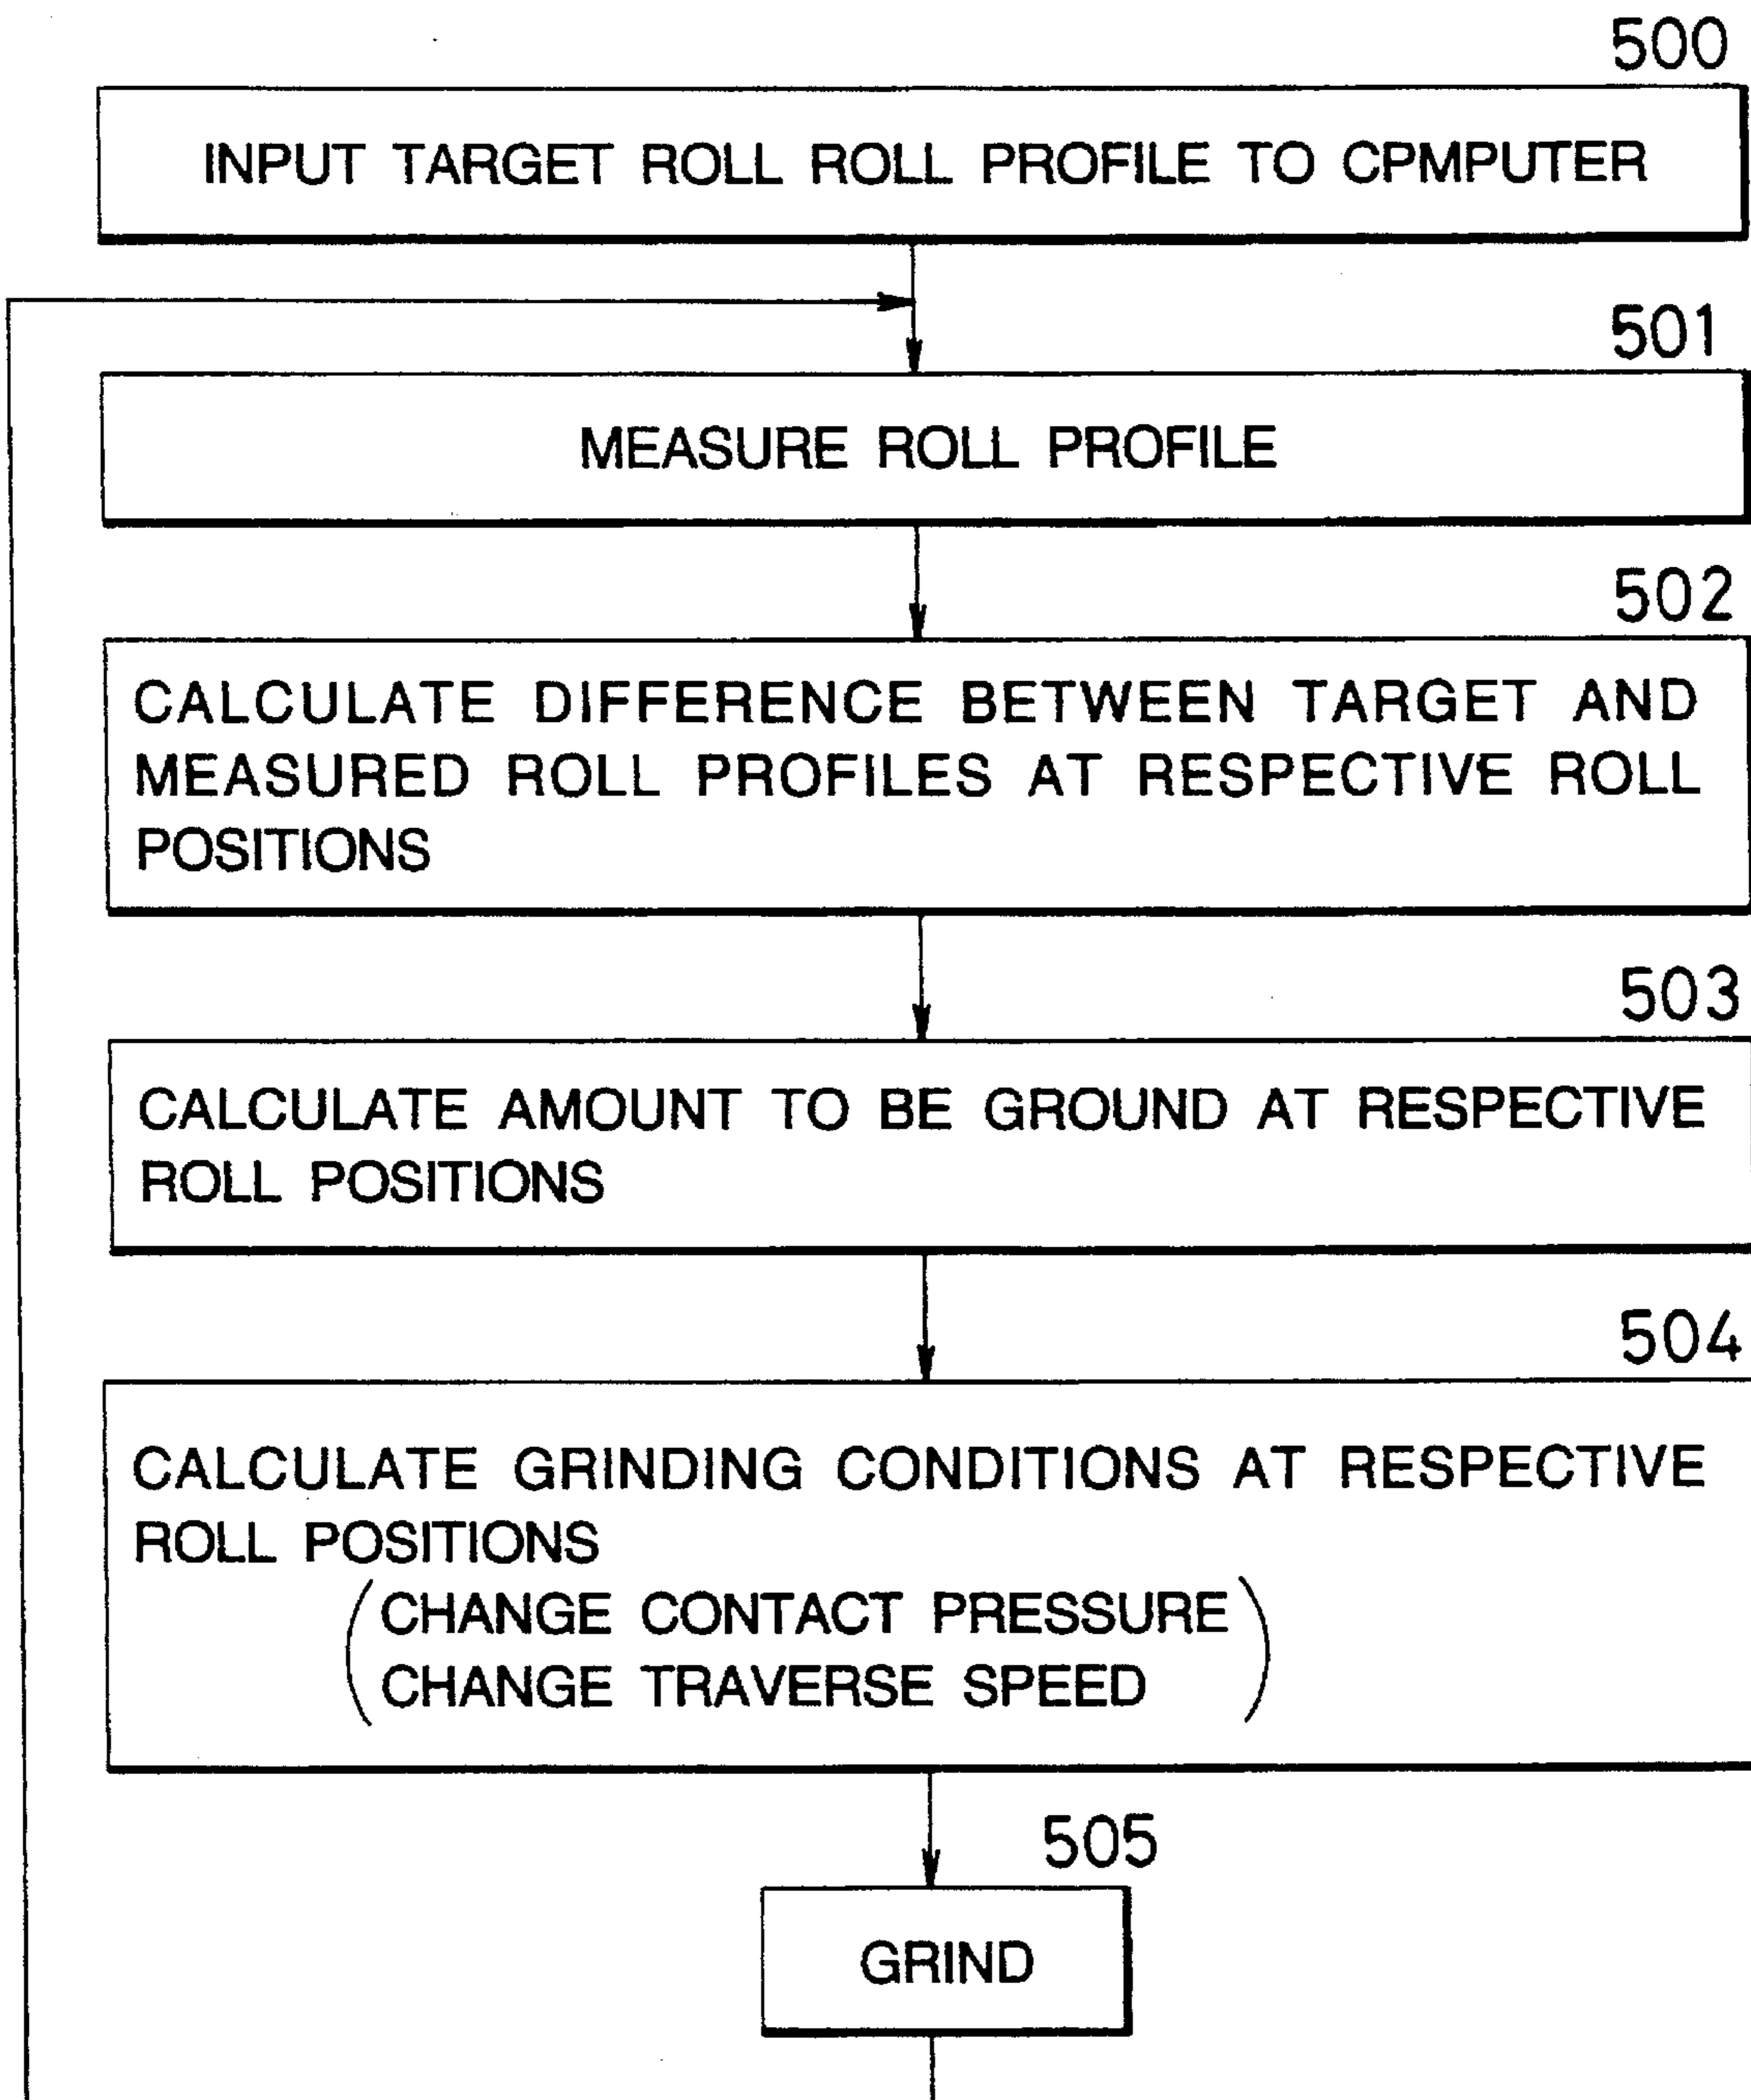 500
INPUT TARGET ROLL ROLL PROFILE TO CPMPUTER
501
MEASURE ROLL PROFILE
502
CALCULATE DIFFERENCE BETWEEN TARGET AND
MEASURED ROLL PROFILES AT RESPECTIVE ROLL
POSITIONS
503
CALCULATE AMOUNT TO BE GROUND AT RESPECTIVE
ROLL POSITIONS
504
CALCULATE GRINDING CONDITIONS AT RESPECTIVE
ROLL POSITIONS
(CHANGE CONTACT PRESSURE
CHANGE TRAVERSE SPEED)
505
GRIND